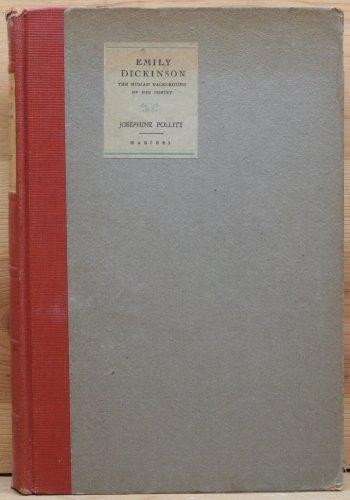 EMILY
DICKINSON
THE HUMAN BACKGROUND
OF HER POETRY
JOSEPHINE POLLITT
HARPERS